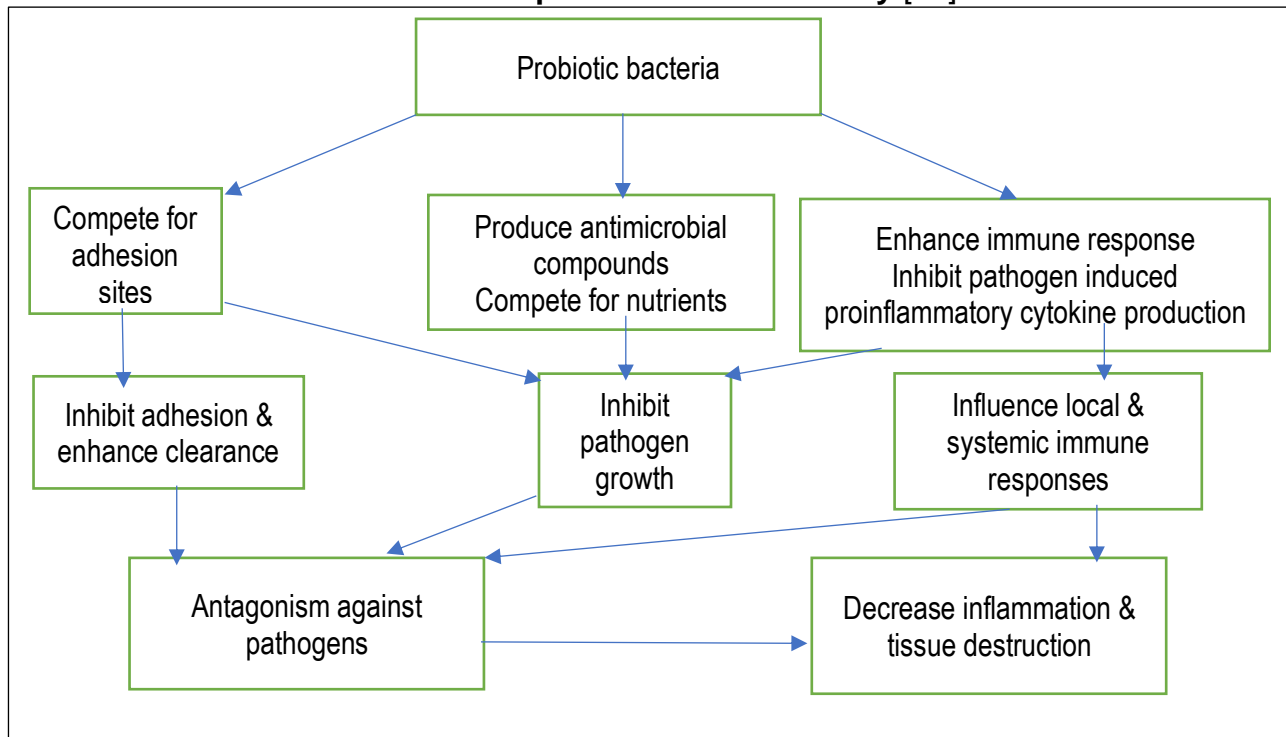 Probiotic bacteria
Compete for
adhesion
sites
Produce antimicrobial
compounds
Compete for nutrients
Enhance immune response
Inhibit pathogen induced
proinflammatory cytokine production
Inhibit adhesion &
enhance clearance
Inhibit
pathogen
growth
Influence local &
systemic immune
responses
Antagonism against
pathogens
Decrease inflammation &
tissue destruction